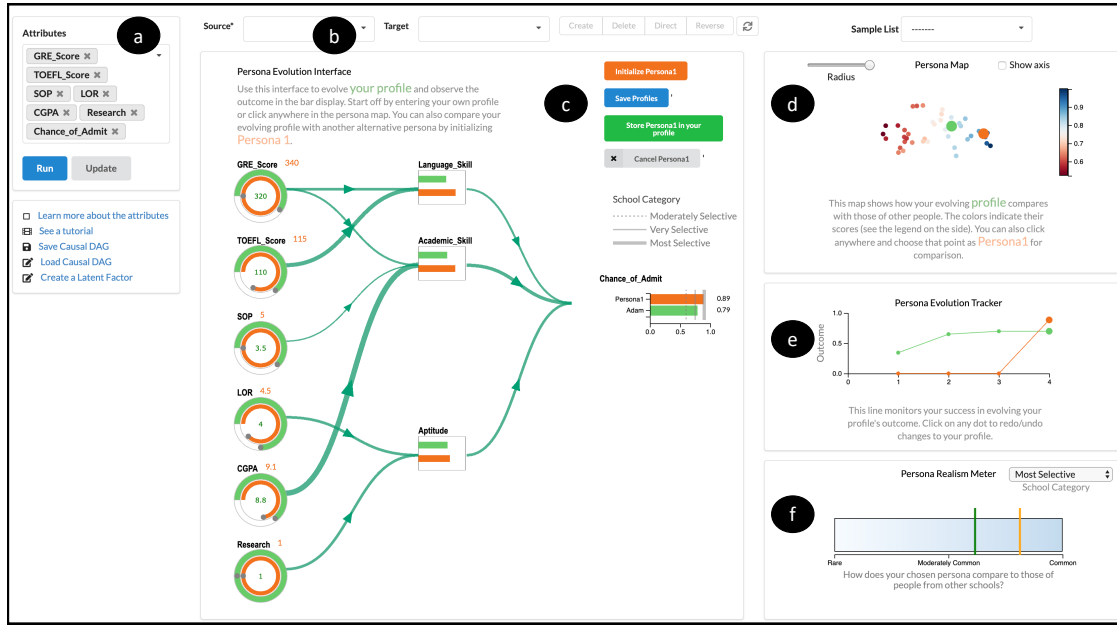 a
Attributes
GRE_Score ✖
TOEFL_Score ✖
SOP ✖ LOR ✖
CGPA ✖ Research ✖
Chance_of_Admit ✖
Run Update
Learn more about the attributes
See a tutorial
Save Causal DAG
Load Causal DAG
Create a Latent Factor
Source* b Target Create Delete Direct Reverse
Sample List -------
Persona Evolution Interface
Use this interface to evolve your profile and observe the
outcome in the bar display. Start off by entering your own profile
or click anywhere in the persona map. You can also compare your
evolving profile with another alternative persona by initializing
Persona 1.
c
Initialize Persona1
Save Profiles '
Store Persona1 in your
profile
✖ Cancel Persona1 '
School Category
Moderately Selective
Very Selective
Most Selective
GRE_Score 340
320
TOEFL_Score 115
110
SOP 5
3.5
LOR 4.5
4
CGPA 9.1
8.8
Research 1
1
Language_Skill
Academic_Skill
Aptitude
Chance_of_Admit
Persona1 0.89
Adam 0.79
0.0 0.5 1.0
d
Radius
Persona Map
Show axis
0.9
0.8
0.7
0.6
This map shows how your evolving profile compares
with those of other people. The colors indicate their
scores (see the legend on the side). You can also click
anywhere and choose that point as Persona1 for
comparison.
e
Persona Evolution Tracker
Outcome
1.0
0.5
0.0
0 1 2 3 4
This line monitors your success in evolving your
profile's outcome. Click on any dot to redo/undo
changes to your profile.
f
Persona Realism Meter Most Selective
School Category
Rare Moderately Common Common
How does your chosen persona compare to those of
people from other schools?